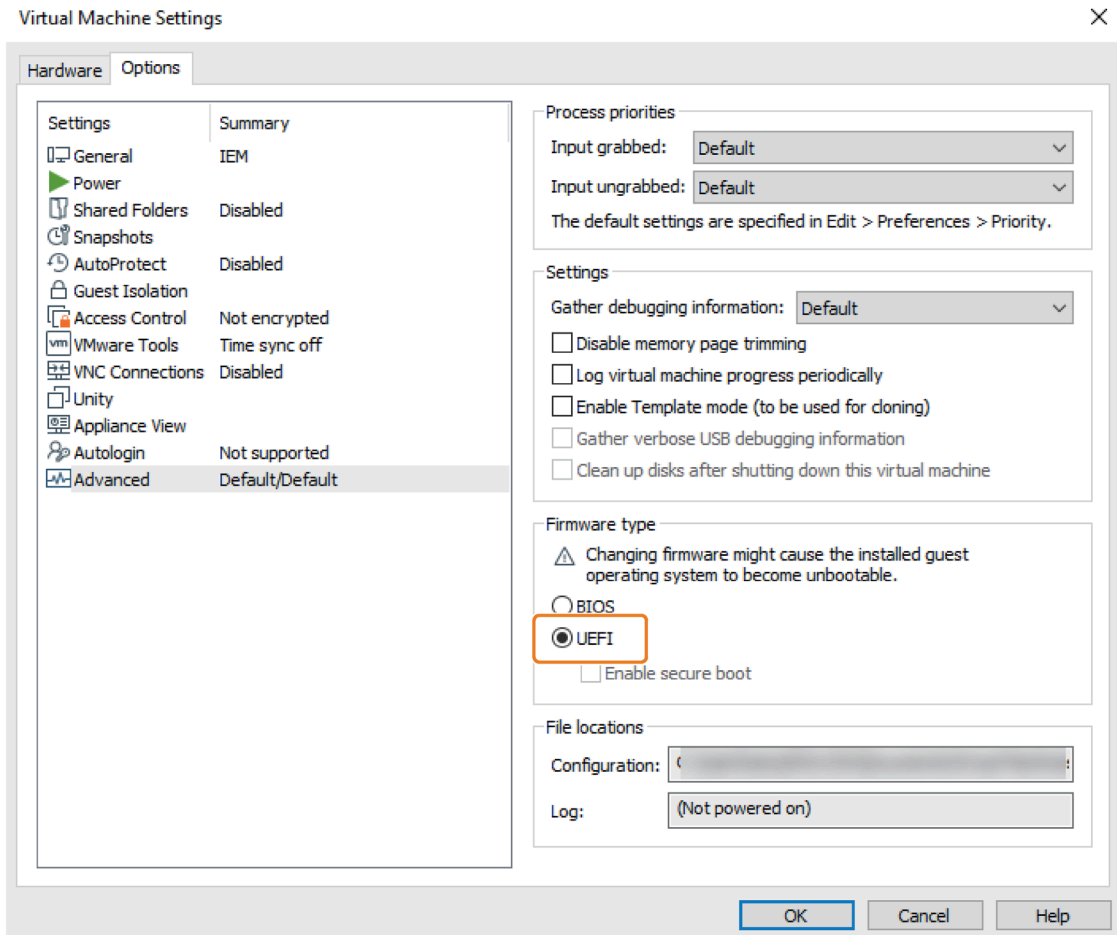 Virtual Machine Settings
Hardware Options
Settings Summary
General IEM
Power
Shared Folders Disabled
Snapshots
AutoProtect Disabled
Guest Isolation
Access Control Not encrypted
vm VMware Tools Time sync off
VNC Connections Disabled
Unity
Appliance View
Autologin Not supported
Advanced Default/Default
Process priorities
Input grabbed: Default
Input ungrabbed: Default
The default settings are specified in Edit > Preferences > Priority.
Settings
Gather debugging information: Default
Disable memory page trimming
Log virtual machine progress periodically
Enable Template mode (to be used for cloning)
Gather verbose USB debugging information
Clean up disks after shutting down this virtual machine
Firmware type
Changing firmware might cause the installed guest
operating system to become unbootable.
BIOS
UEFI
Enable secure boot
File locations
Configuration:
Log: (Not powered on)
OK Cancel Help